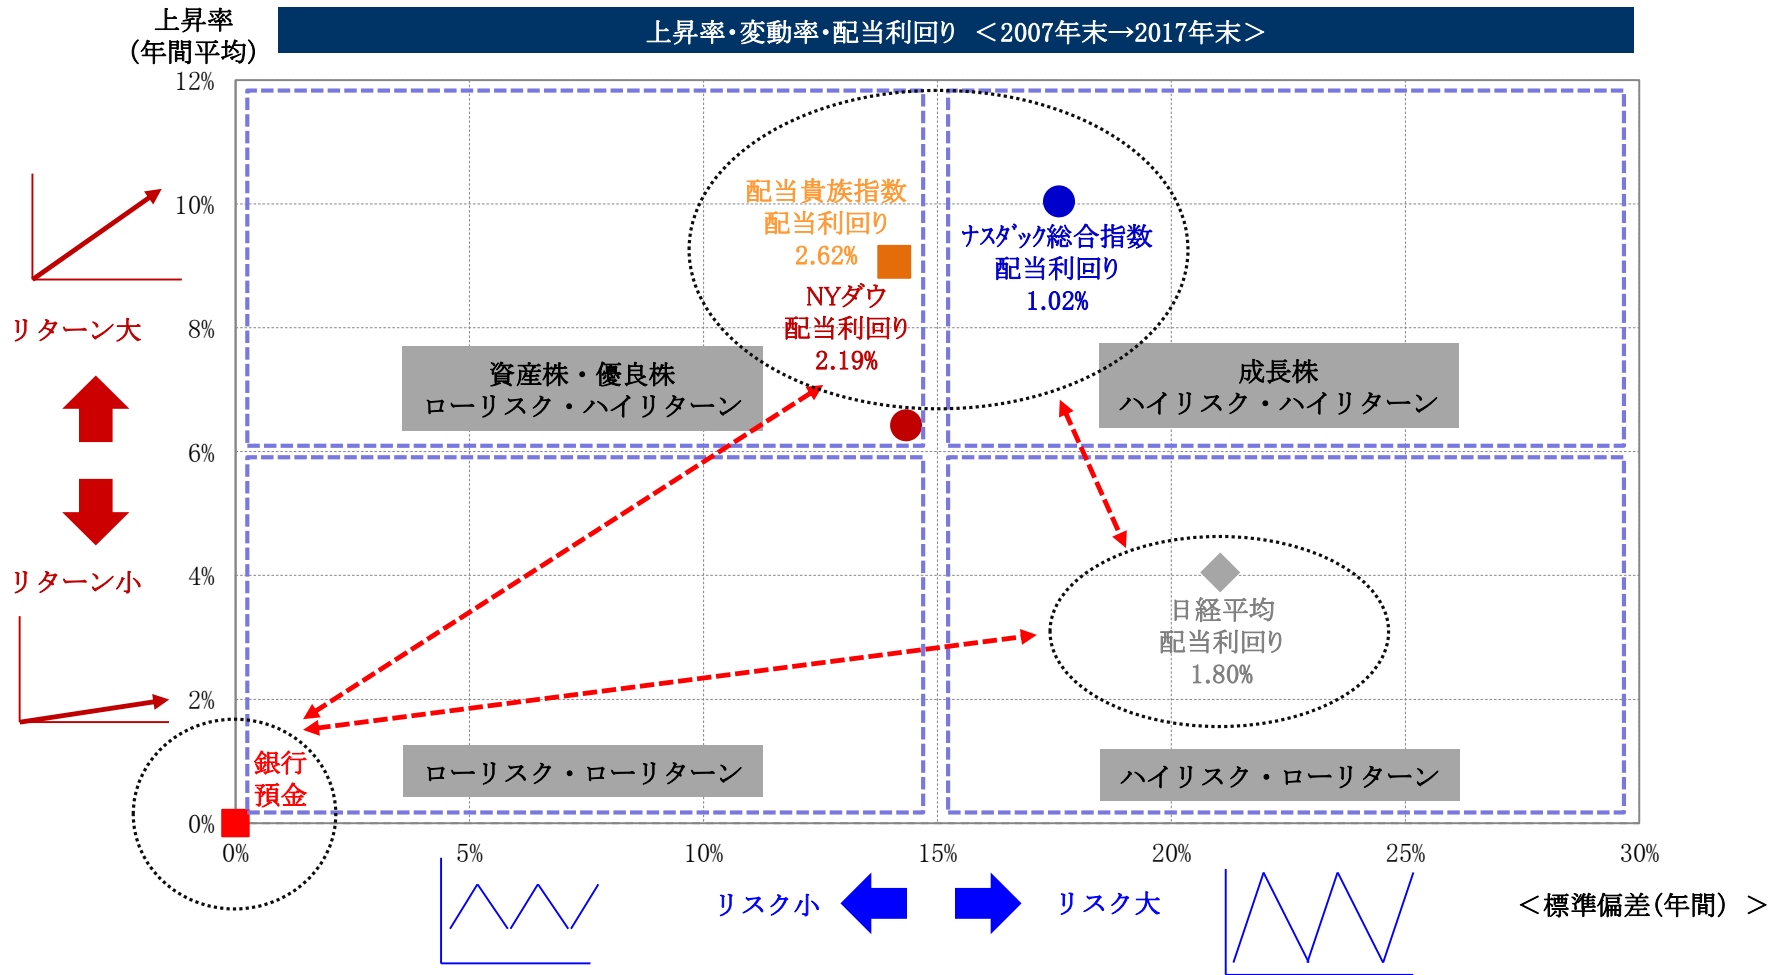 上昇率
（年間平均）
上昇率・変動率・配当利回り ＜2007年末→2017年末＞
12%
10%
8%
6%
4%
2%
0%
リターン大
リターン小
配当貴族指数
配当利回り
2.62%
NYダウ
配当利回り
2.19%
ﾅｽﾀﾞｯｸ総合指数
配当利回り
1.02%
資産株・優良株
ローリスク・ハイリターン
成長株
ハイリスク・ハイリターン
日経平均
配当利回り
1.80%
銀行
預金
ローリスク・ローリターン
ハイリスク・ローリターン
0%
5%
10%
15%
20%
25%
30%
リスク小
リスク大
＜標準偏差（年間） ＞